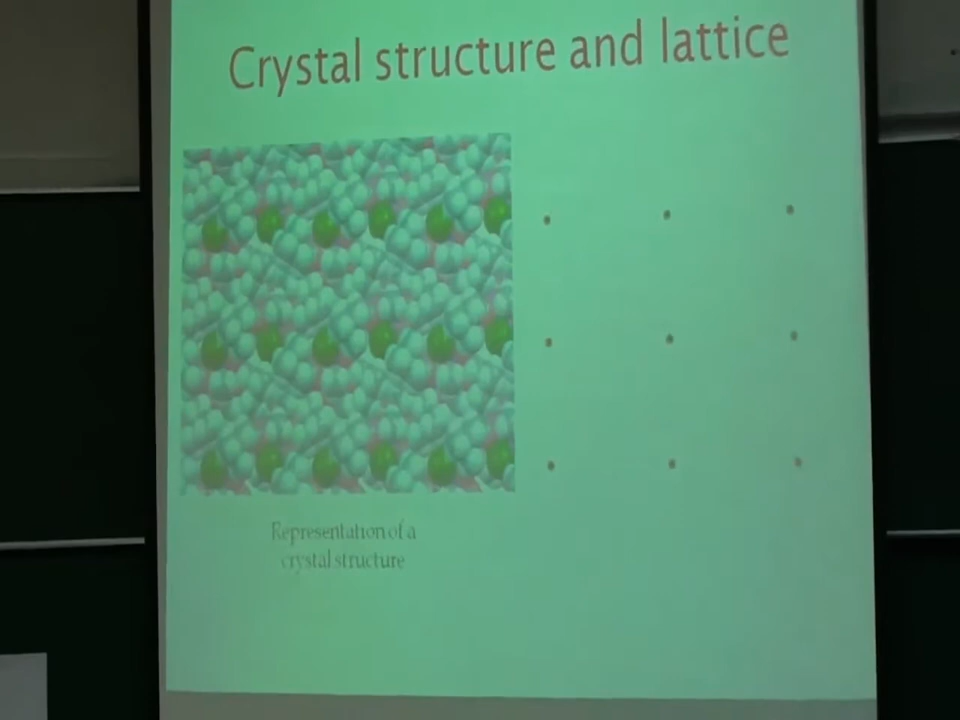 Crystal structure and lattice
Representation of a
crystal structure